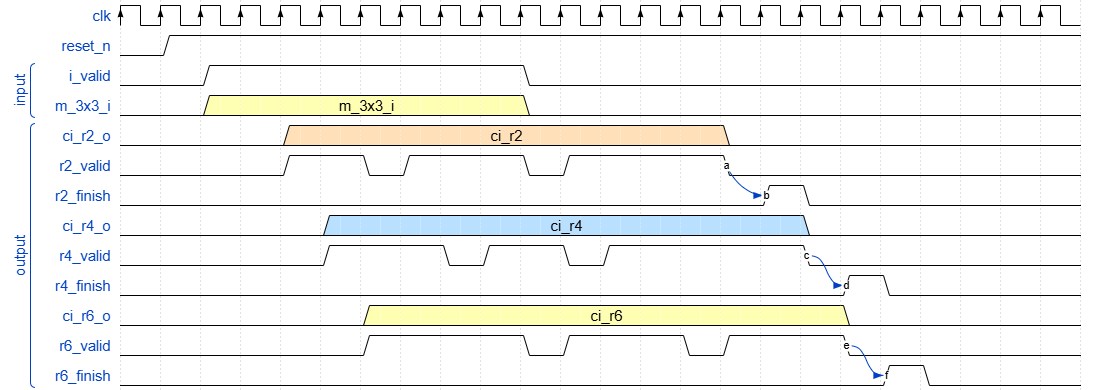 clk
reset_n
input
i_valid
m_3x3_i
m_3x3_i
output
ci_r2_o
ci_r2
r2_valid
a
r2_finish
b
ci_r4_o
ci_r4
r4_valid
c
r4_finish
d
ci_r6_o
ci_r6
r6_valid
e
r6_finish
f